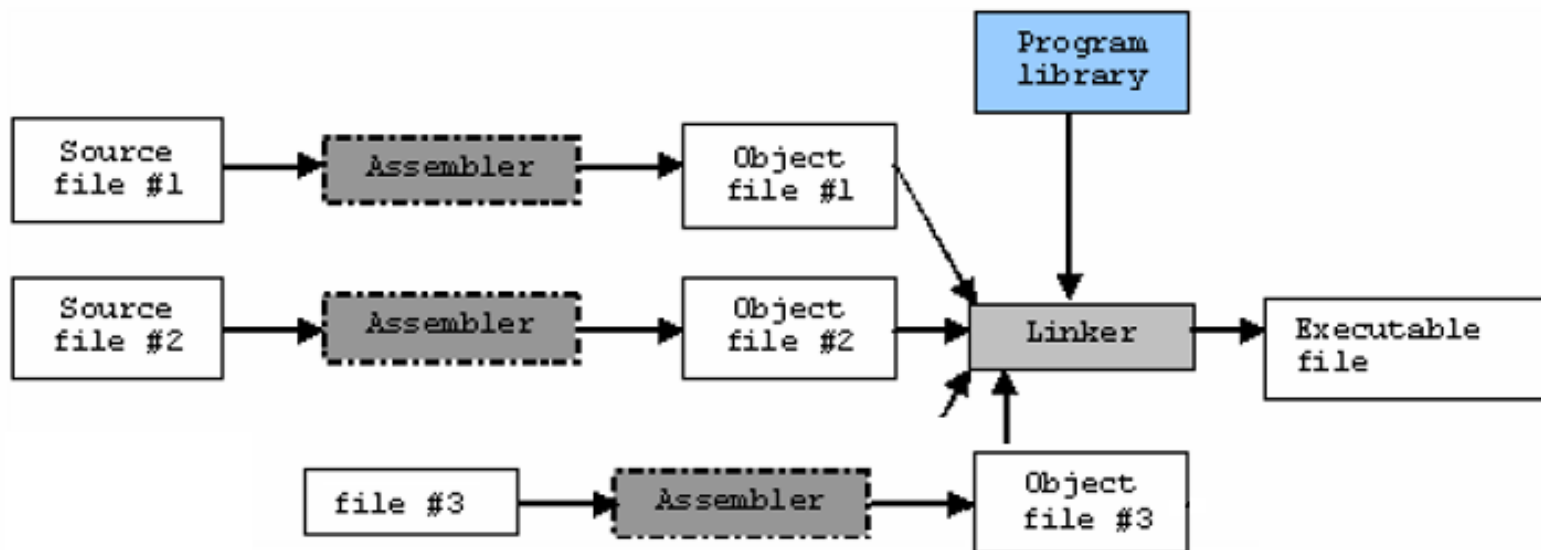 Program
library
Source
file #1
Assembler
Object
file #1
Source
file #2
Assembler
Object
file #2
Linker
Executable
file
file #3
Assembler
Object
file #3